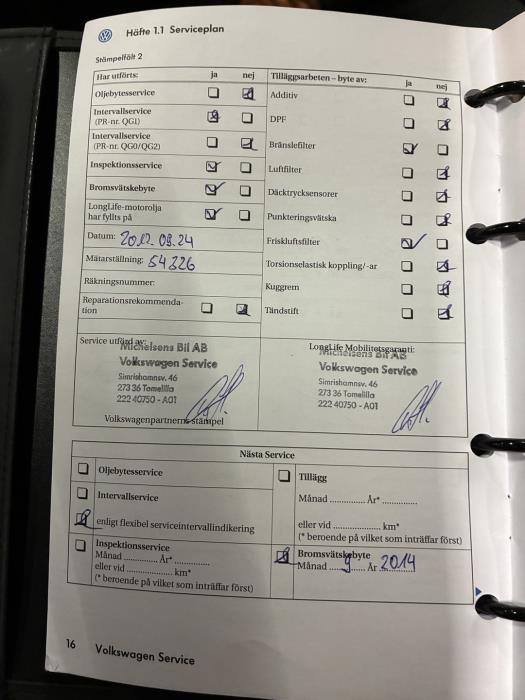 Häfte 1.1 Serviceplan
Stämpelfält 2
Har utförts: ja nej
Oljebytesservice
Intervallservice
(PR-nr. QG1)
Intervallservice
(PR-nr. QG0/QG2)
Inspektionsservice
Bromsvätskebyte
LongLife-motorolja
har fyllts på
Datum: 2012.08.24
Mätarställning: 54326
Räkningsnummer:
Reparationsrekommenda-
tion
Tilläggsarbeten – byte av: ja nej
Additiv
DPF
Bränslefilter
Luftfilter
Däcktrycksensorer
Punkteringsvätska
Friskluftsfilter
Torsionselastisk koppling/-ar
Kuggrem
Tändstift
Service utförd av:
Michelsens Bil AB
Volkswagen Service
Simrishamnsv. 46
273 36 Tomelilla
222 40750 - A01
Volkswagenpartnerns stämpel
LongLife Mobilitetsgaranti:
Michelsens Bil AB
Volkswagen Service
Simrishamnsv. 46
273 36 Tomelilla
222 40750 - A01
Nästa Service
Oljebytesservice
Intervallservice
enligt flexibel serviceintervallindikering
Inspektionsservice
Månad ............ År* ............
eller vid ............ km*
(* beroende på vilket som inträffar först)
Tillägg
Månad ............ År* ............
eller vid ............ km*
(* beroende på vilket som inträffar först)
Bromsvätskebyte
Månad 9 År 2014
16 Volkswagen Service